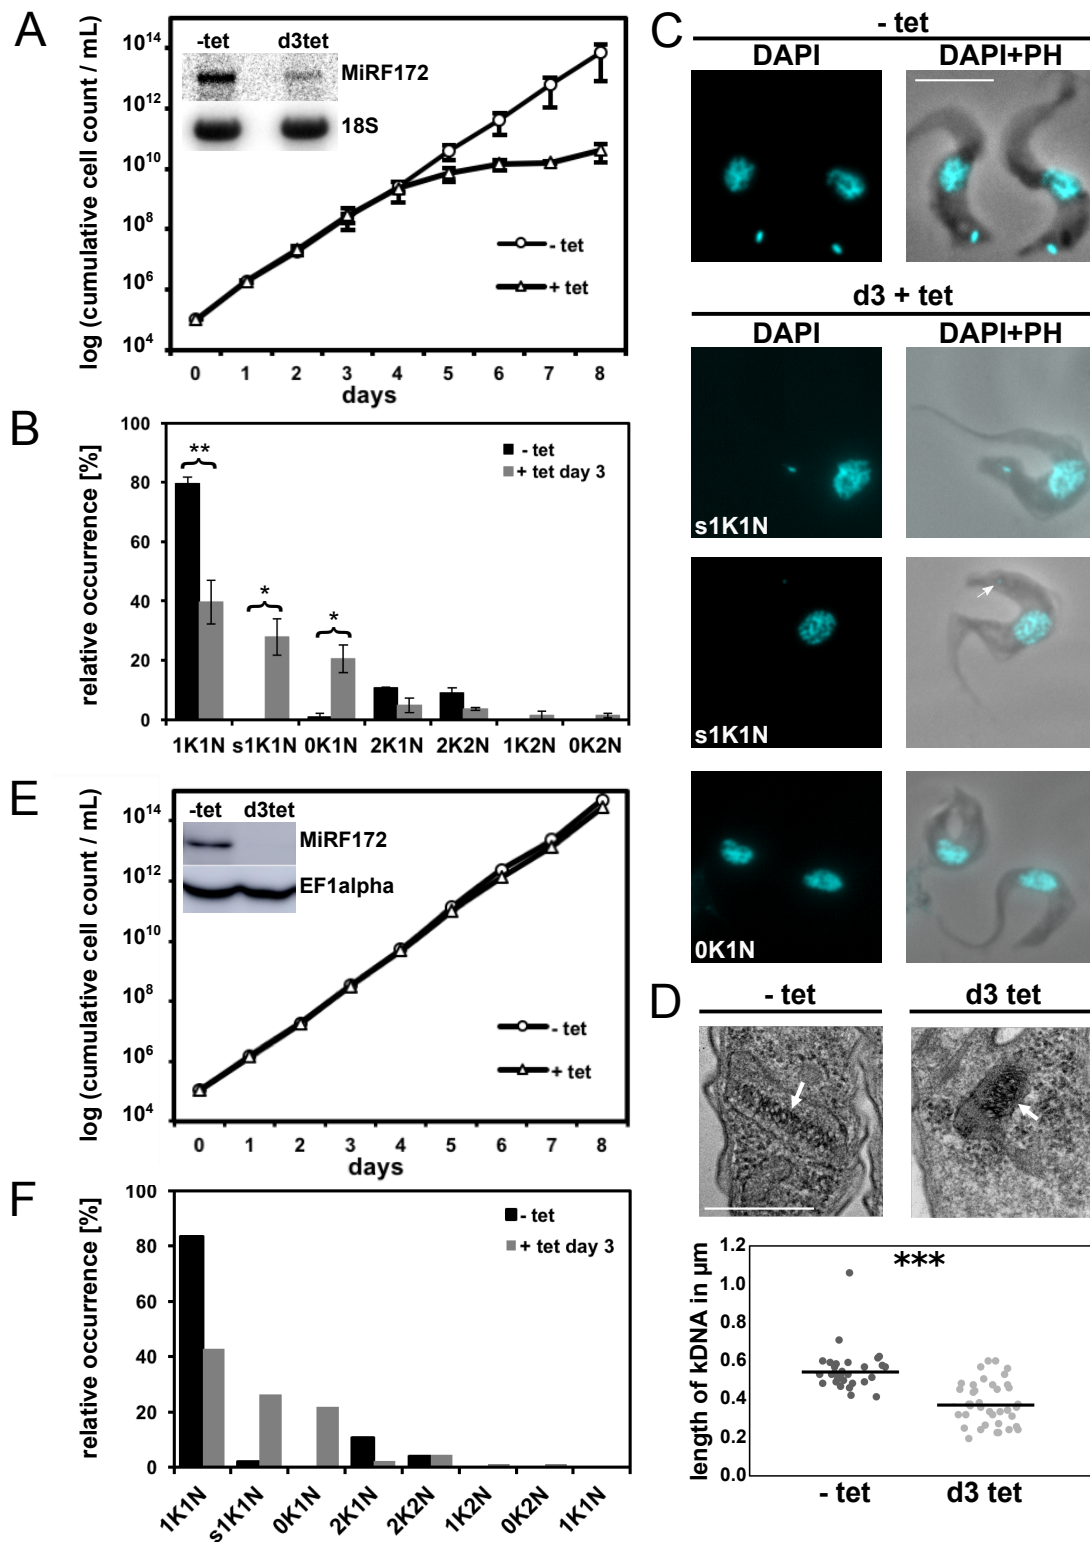 A
-tet d3tet
MiRF172
18S
log (cumulative cell count / mL)
10^14
10^12
10^10
10^8
10^6
10^4
- tet
+ tet
0 1 2 3 4 5 6 7 8
days
B
relative occurrence [%]
100
80
60
40
20
0
** * *
- tet
+ tet day 3
1K1N s1K1N 0K1N 2K1N 2K2N 1K2N 0K2N
C
- tet
DAPI DAPI+PH
d3 + tet
DAPI DAPI+PH
s1K1N
s1K1N
0K1N
D
- tet d3 tet
length of kDNA in µm
1.2
1.0
0.8
0.6
0.4
0.2
0.0
***
- tet d3 tet
E
-tet d3tet
MiRF172
EF1alpha
log (cumulative cell count / mL)
10^14
10^12
10^10
10^8
10^6
10^4
- tet
+ tet
0 1 2 3 4 5 6 7 8
days
F
relative occurrence [%]
100
80
60
40
20
0
- tet
+ tet day 3
1K1N s1K1N 0K1N 2K1N 2K2N 1K2N 0K2N 1K1N